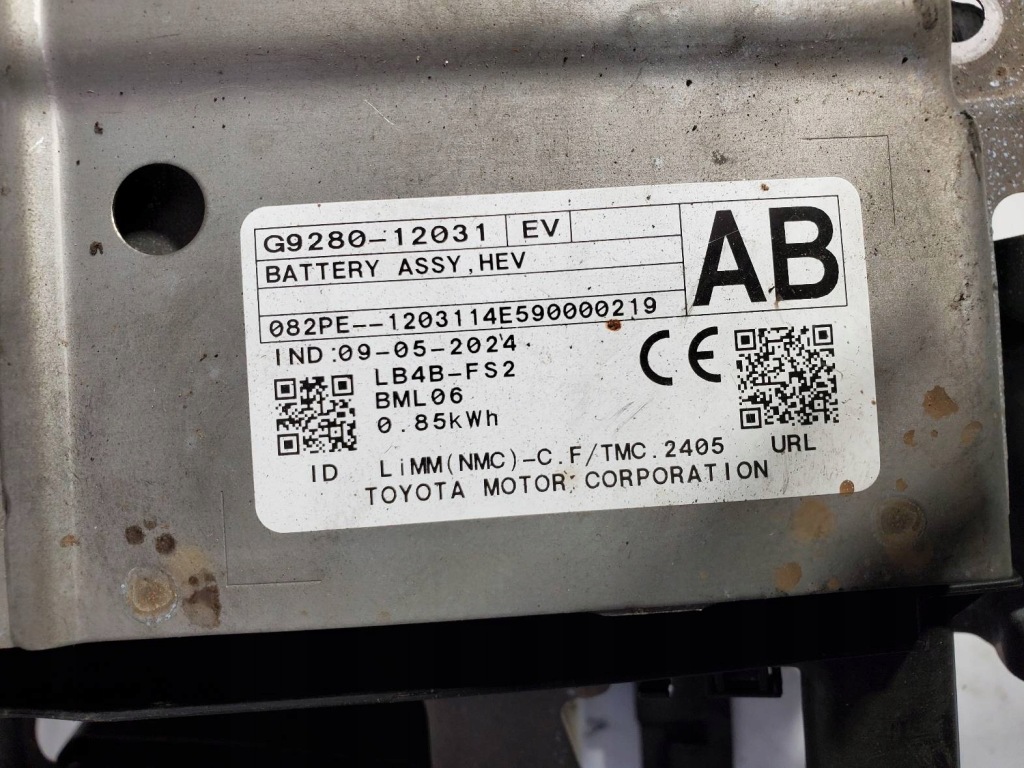 G9280-12031 EV
AB
BATTERY ASSY,HEV
082PE--1203114E590000219
IND:09-05-2024
CE
LB4B-FS2
BML06
0.85kWh
ID
URL
LiMM(NMC)-C.F/TMC.2405
TOYOTA MOTOR CORPORATION